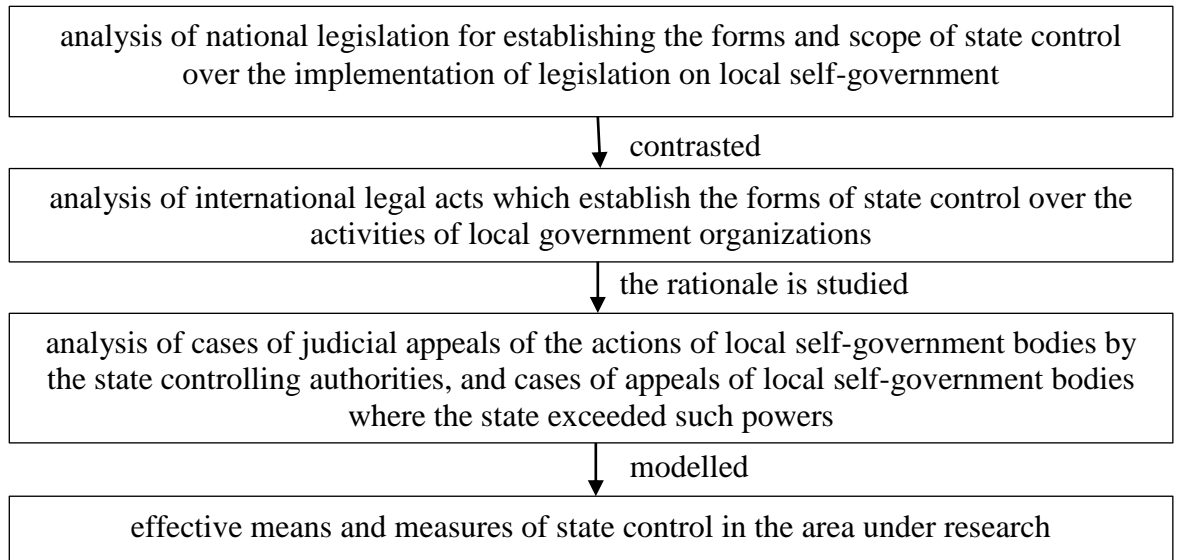 analysis of national legislation for establishing the forms and scope of state control
over the implementation of legislation on local self-government
contrasted
analysis of international legal acts which establish the forms of state control over the
activities of local government organizations
the rationale is studied
analysis of cases of judicial appeals of the actions of local self-government bodies by
the state controlling authorities, and cases of appeals of local self-government bodies
where the state exceeded such powers
modelled
effective means and measures of state control in the area under research